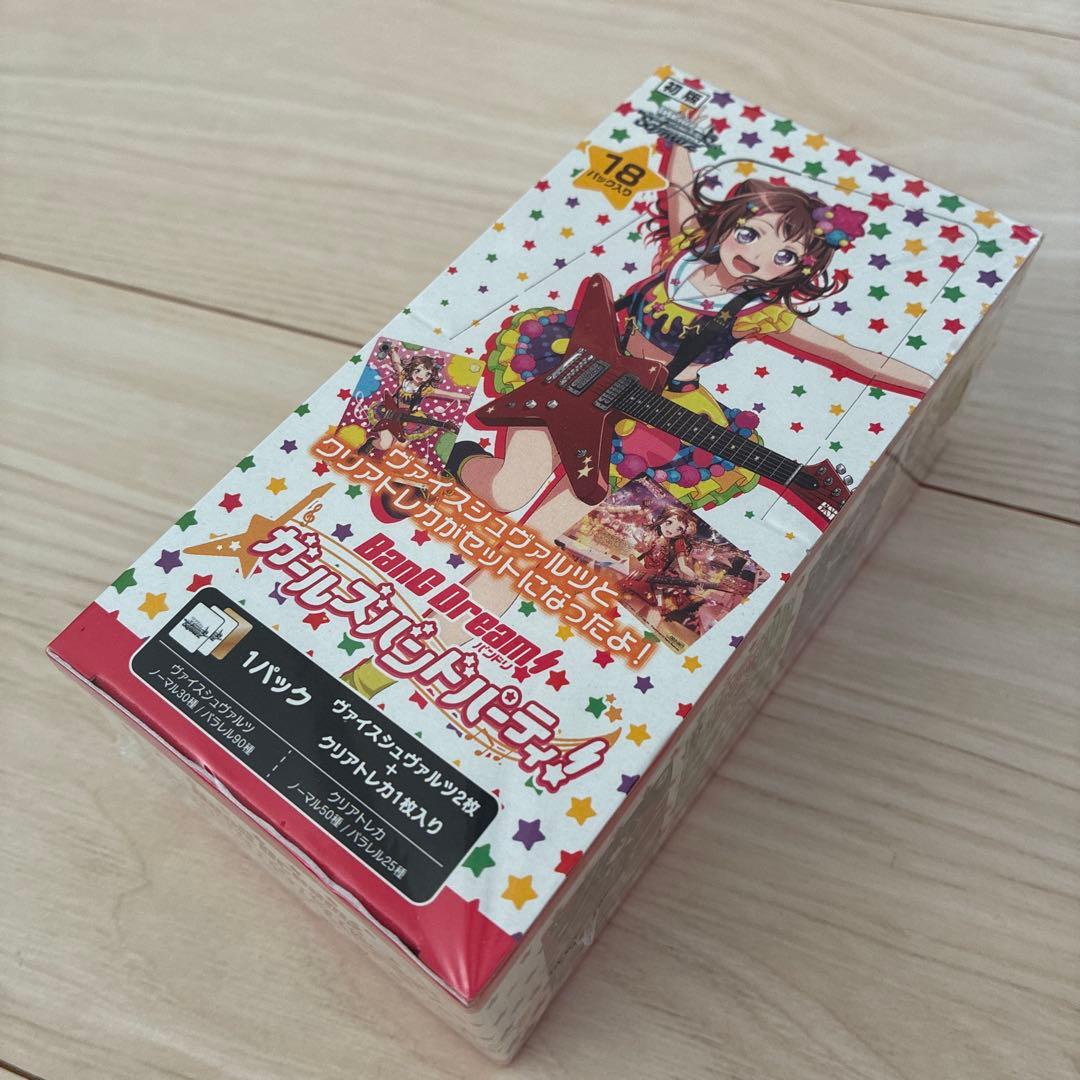 初版
18
パック入り
ヴァイスシュヴァルツと
クリアトレカがセットになったよ!
BanG Dream!
バンドリ
ガールズバンドパーティ!
1パック
ヴァイスシュヴァルツ2枚
+
クリアトレカ1枚入り
ヴァイスシュヴァルツ
ノーマル30種/パラレル90種
クリアトレカ
ノーマル50種/パラレル25種